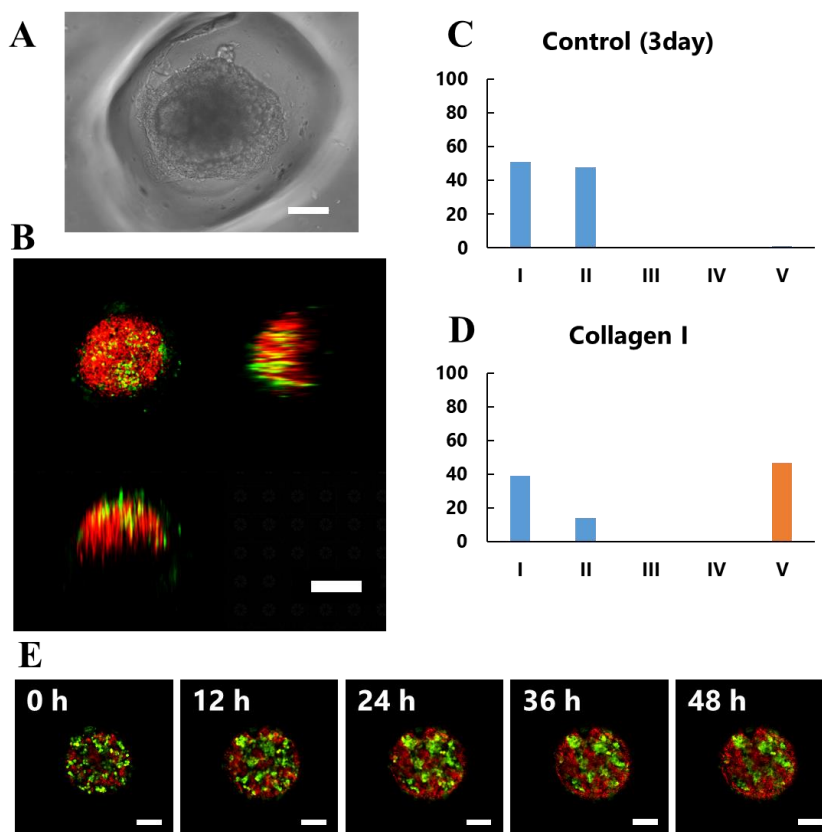 A
B
C
Control (3day)
100
80
60
40
20
0
I II III IV V
D
Collagen I
100
80
60
40
20
0
I II III IV V
E
0 h 12 h 24 h 36 h 48 h